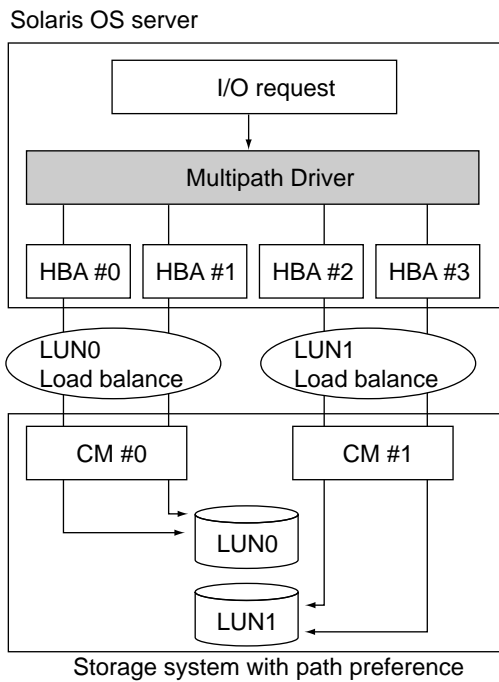 Solaris OS server
I/O request
Multipath Driver
HBA #0
HBA #1
HBA #2
HBA #3
LUN0
Load balance
LUN1
Load balance
CM #0
CM #1
LUN0
LUN1
Storage system with path preference